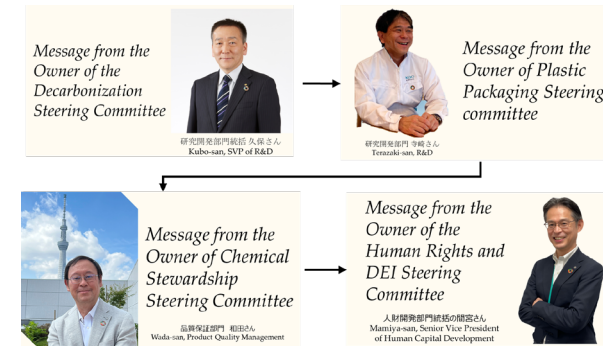 Message from the
Owner of the
Decarbonization
Steering Committee
研究開発部門統括 久保さん
Kubo-san, SVP of R&D
Message from the
Owner of Plastic
Packaging Steering
committee
研究開発部門 寺崎さん
Terazaki-san, R&D
Message from the
Owner of Chemical
Stewardship
Steering Committee
品質保証部門 和田さん
Wada-san, Product Quality Management
Message from the
Owner of the
Human Rights and
DEI Steering
Committee
人財開発部門統括の間宮さん
Mamiya-san, Senior Vice President
of Human Capital Development